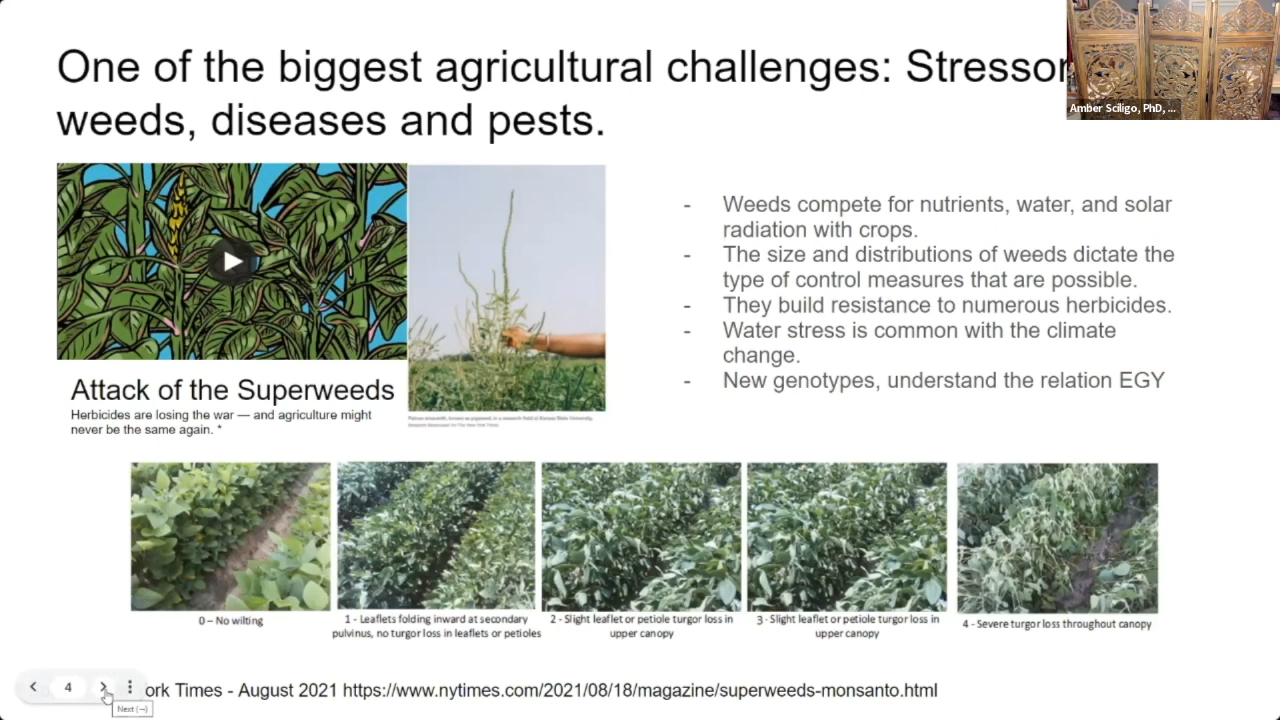 One of the biggest agricultural challenges: Stressor
weeds, diseases and pests.
Amber Sciligo, PhD, ...
- Weeds compete for nutrients, water, and solar
radiation with crops.
- The size and distributions of weeds dictate the
type of control measures that are possible.
- They build resistance to numerous herbicides.
- Water stress is common with the climate
change.
- New genotypes, understand the relation EGY
Attack of the Superweeds
Herbicides are losing the war — and agriculture might
never be the same again. *
0 – No wilting
1 - Leaflets folding inward at secondary
pulvinus, no turgor loss in leaflets or petioles
2 - Slight leaflet or petiole turgor loss in
upper canopy
3 - Slight leaflet or petiole turgor loss in
upper canopy
4 - Severe turgor loss throughout canopy
4
ork Times - August 2021 https://www.nytimes.com/2021/08/18/magazine/superweeds-monsanto.html
Next (→)